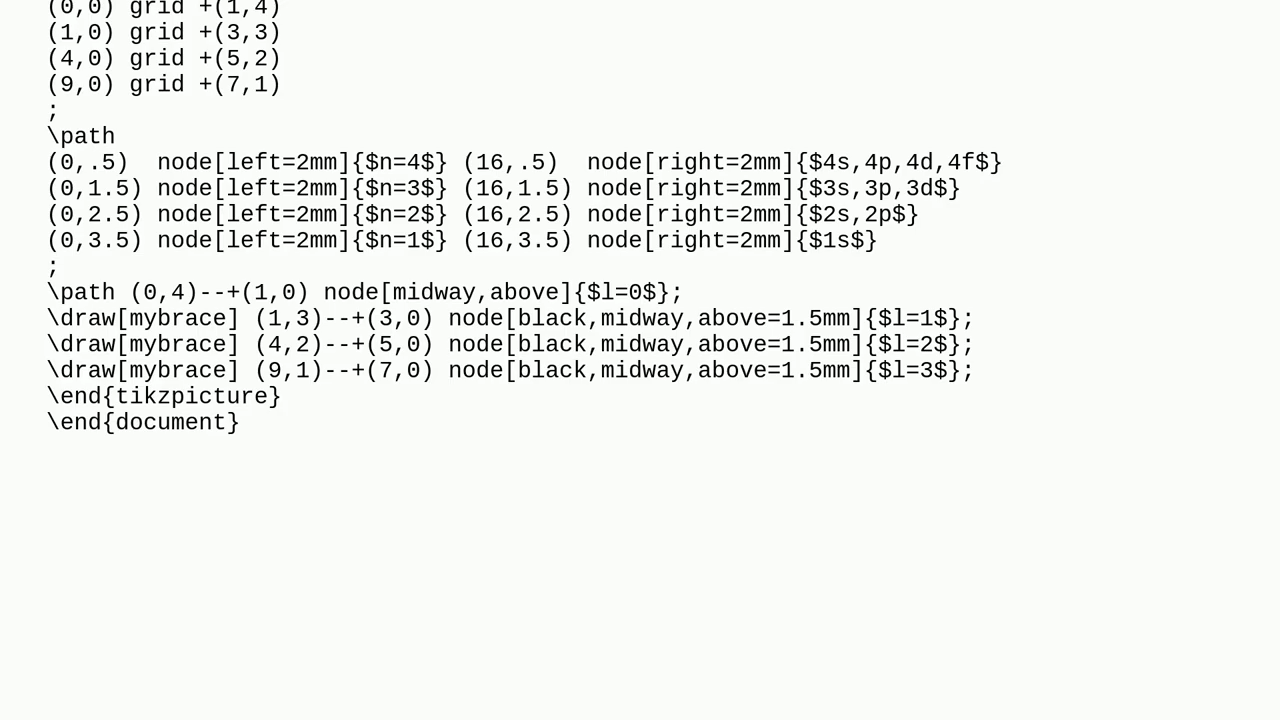 (0,0) grid +(1,4)
(1,0) grid +(3,3)
(4,0) grid +(5,2)
(9,0) grid +(7,1)
;
\path
(0,.5)  node[left=2mm]{$n=4$} (16,.5)  node[right=2mm]{$4s,4p,4d,4f$}
(0,1.5) node[left=2mm]{$n=3$} (16,1.5) node[right=2mm]{$3s,3p,3d$}
(0,2.5) node[left=2mm]{$n=2$} (16,2.5) node[right=2mm]{$2s,2p$}
(0,3.5) node[left=2mm]{$n=1$} (16,3.5) node[right=2mm]{$1s$}
;
\path (0,4)--+(1,0) node[midway,above]{$l=0$};
\draw[mybrace] (1,3)--+(3,0) node[black,midway,above=1.5mm]{$l=1$};
\draw[mybrace] (4,2)--+(5,0) node[black,midway,above=1.5mm]{$l=2$};
\draw[mybrace] (9,1)--+(7,0) node[black,midway,above=1.5mm]{$l=3$};
\end{tikzpicture}
\end{document}